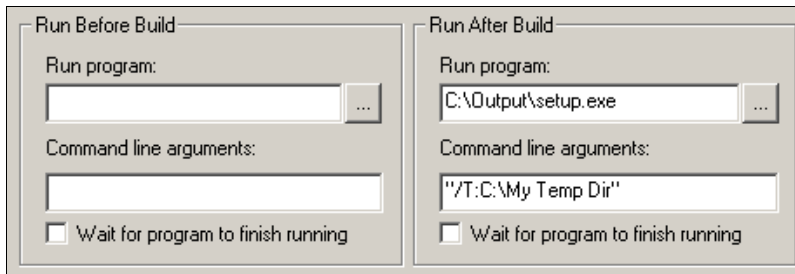 Run Before Build
Run program:
...
Command line arguments:
Wait for program to finish running
Run After Build
Run program:
C:\Output\setup.exe
...
Command line arguments:
"/T:C:\My Temp Dir"
Wait for program to finish running